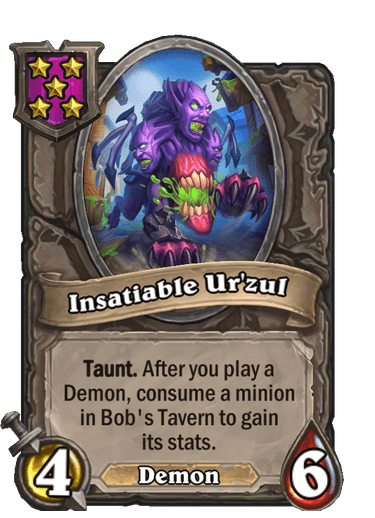 Insatiable Ur'zul
Taunt. After you play a
Demon, consume a minion
in Bob's Tavern to gain
its stats.
4
Demon
6